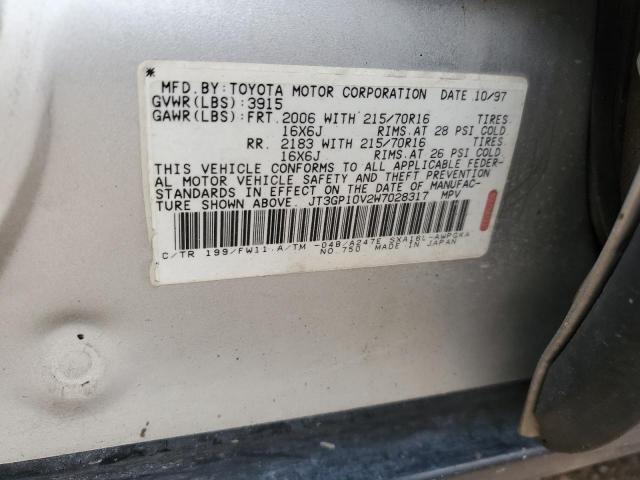 MFD.BY:TOYOTA MOTOR CORPORATION DATE 10/97
GVWR(LBS):3915
GAWR(LBS):FRT.2006 WITH 215/70R16 TIRES
16X6J RIMS.AT 28 PSI COLD
RR. 2183 WITH 215/70R16 TIRES
16X6J RIMS.AT 26 PSI COLD
THIS VEHICLE CONFORMS TO ALL APPLICABLE FEDER-
AL MOTOR VEHICLE SAFETY AND THEFT PREVENTION
STANDARDS IN EFFECT ON THE DATE OF MANUFAC-
TURE SHOWN ABOVE. JT3GP10V2W7028317 MPV
C/TR 199/FW11 A/TM -04B/A247E SXA16L-AWPGKA
NO.750 MADE IN JAPAN